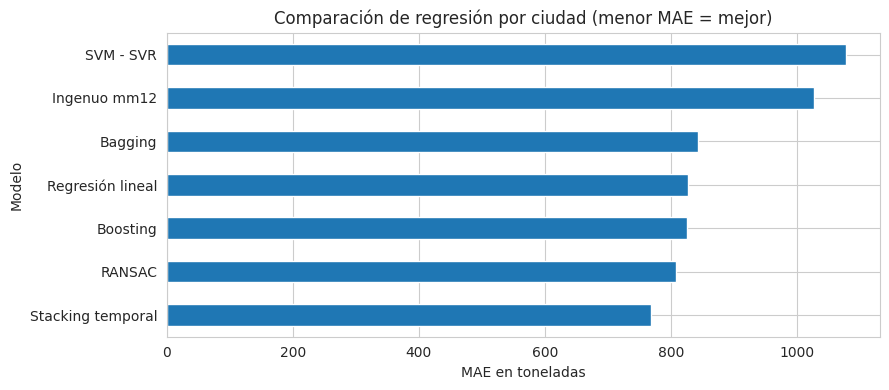 Comparación de regresión por ciudad (menor MAE = mejor)
SVM - SVR
Ingenuo mm12
Bagging
Regresión lineal
Boosting
RANSAC
Stacking temporal
Modelo
0 200 400 600 800 1000
MAE en toneladas